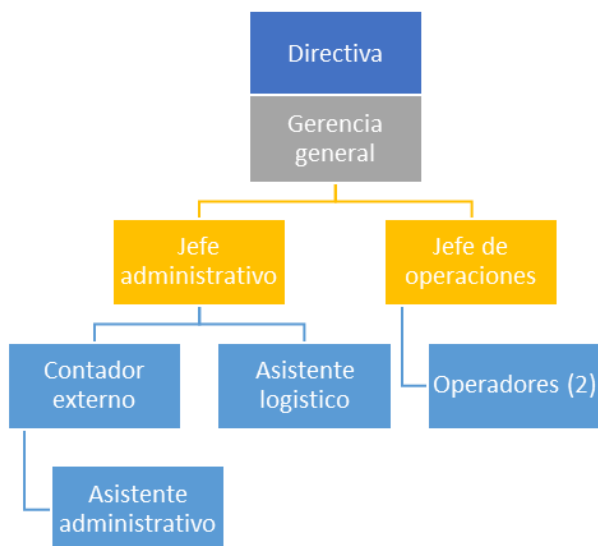 Directiva
Gerencia
general
Jefe
administrativo
Jefe de
operaciones
Contador
externo
Asistente
logistico
Operadores (2)
Asistente
administrativo